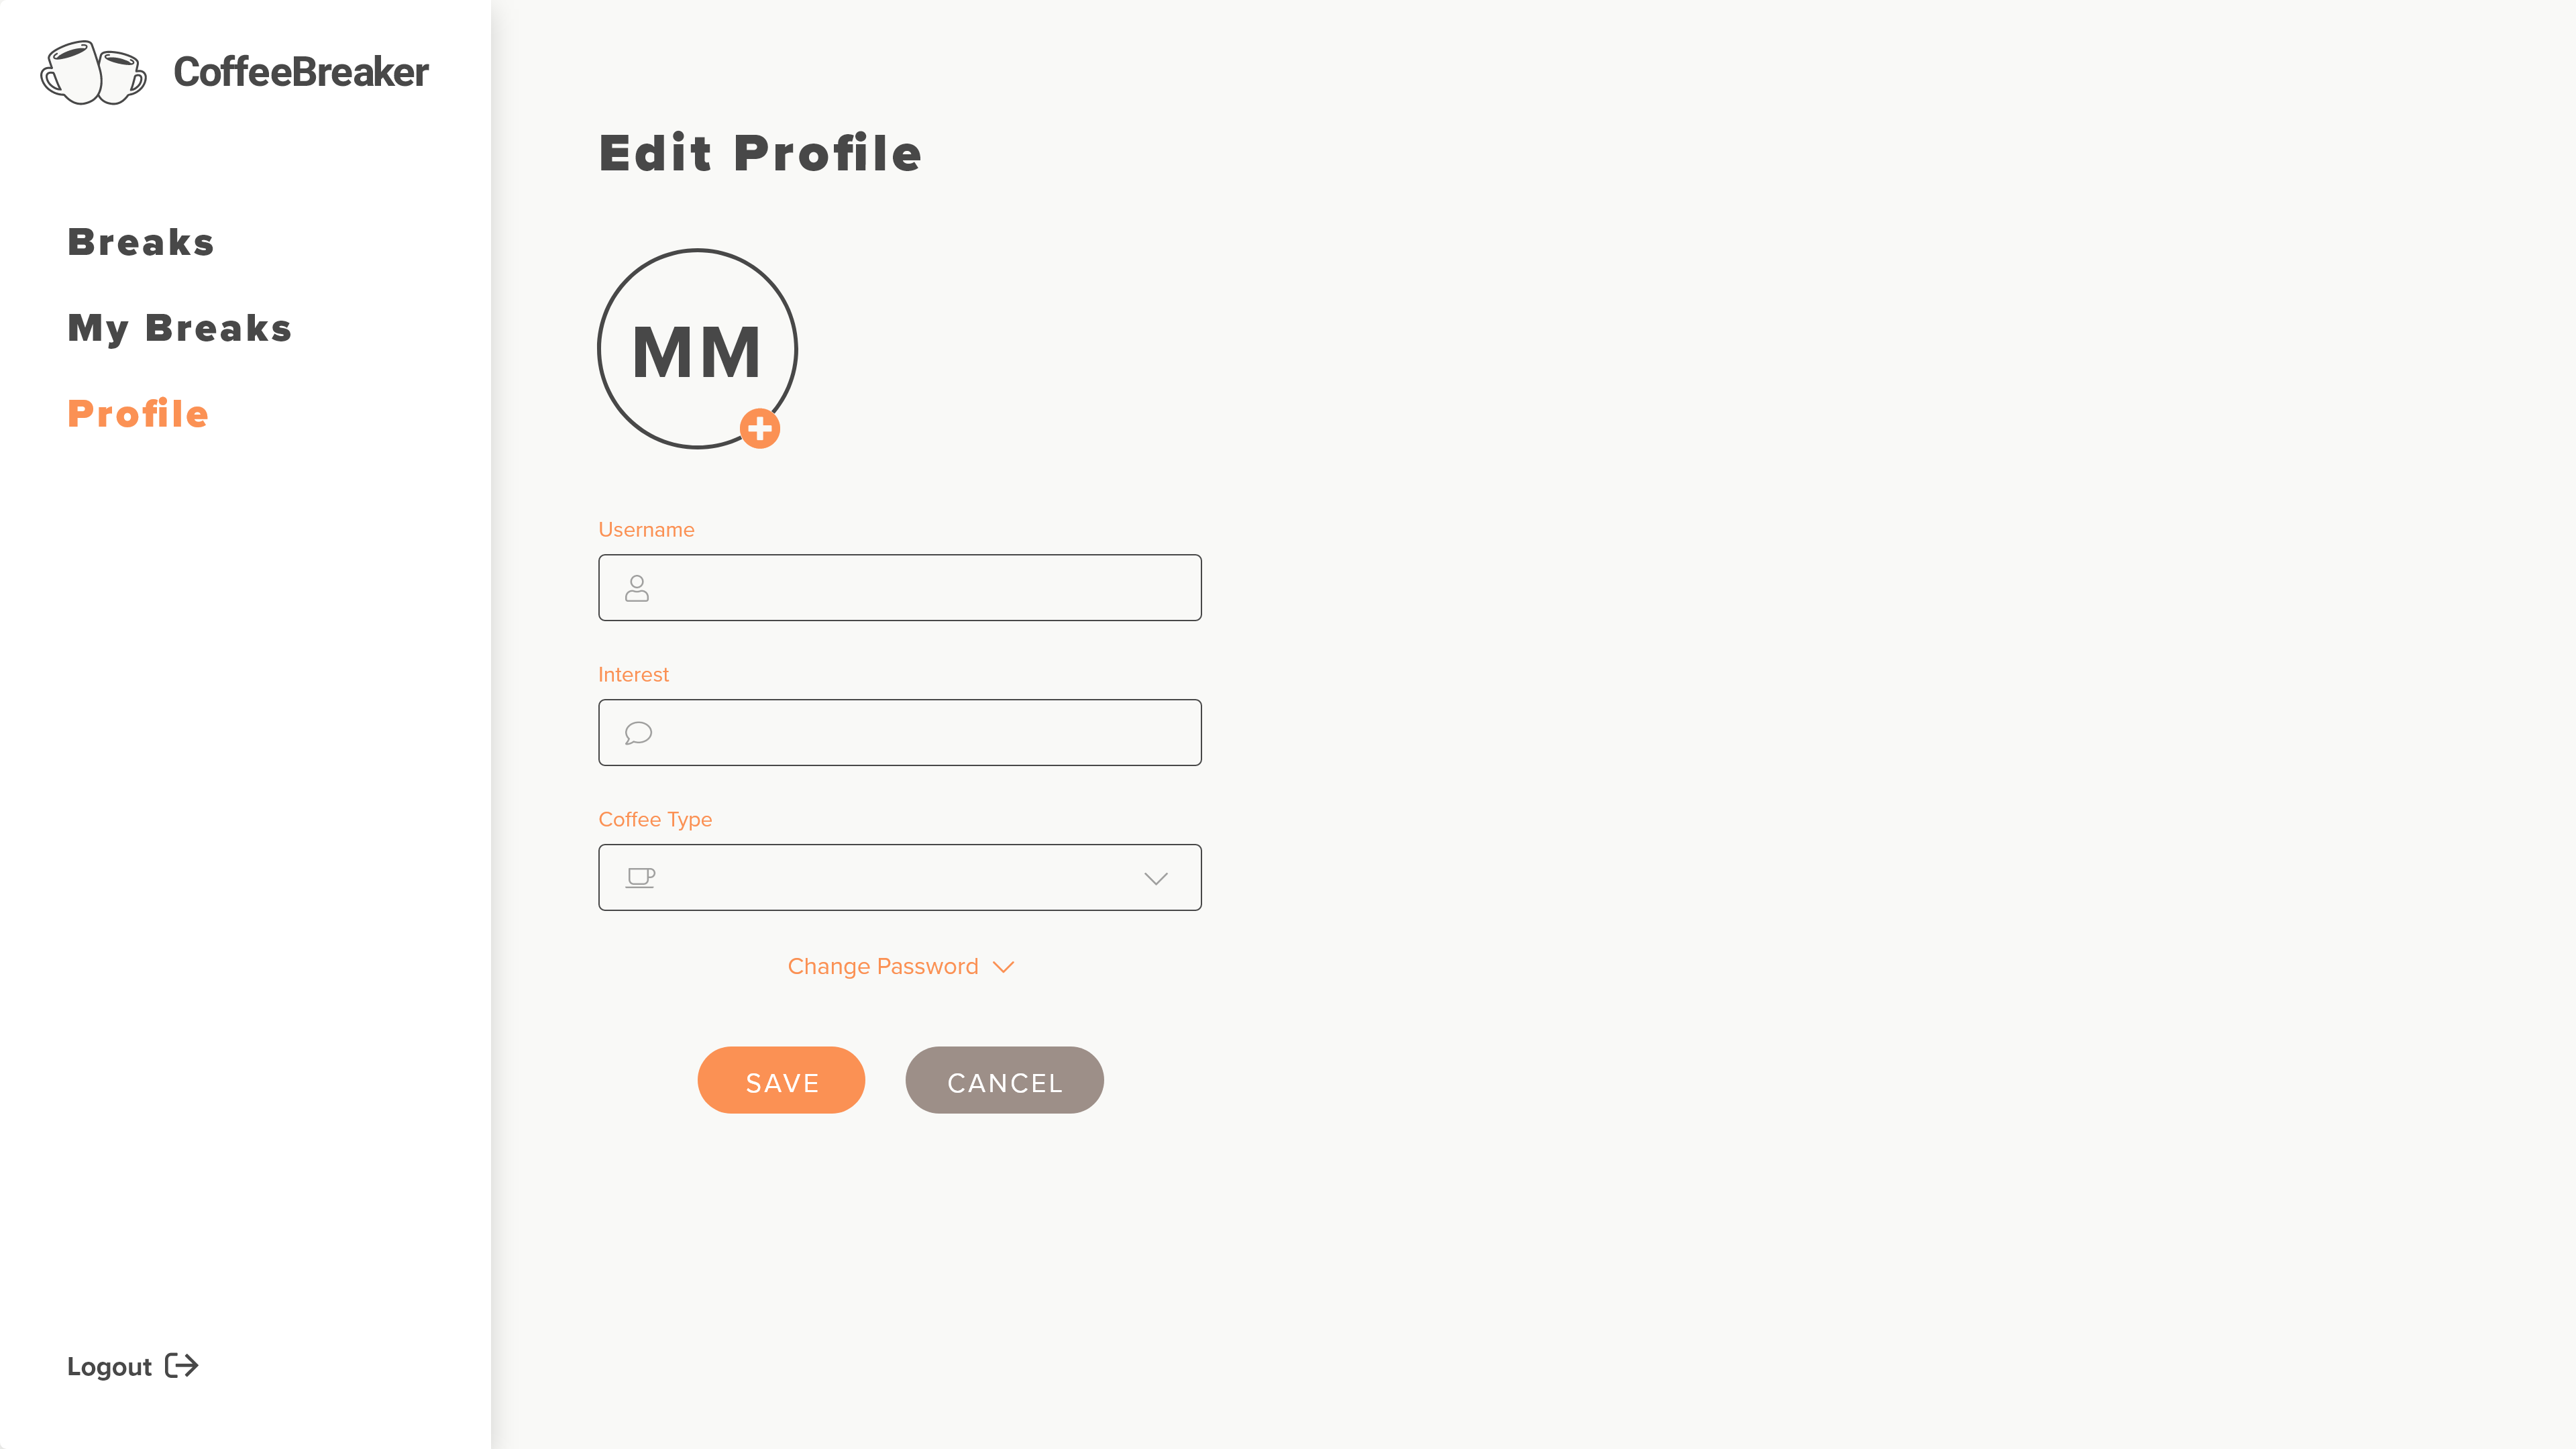 CoffeeBreaker
Breaks
My Breaks
Profile
Logout
Edit Profile
MM
Username
Interest
Coffee Type
Change Password
SAVE
CANCEL